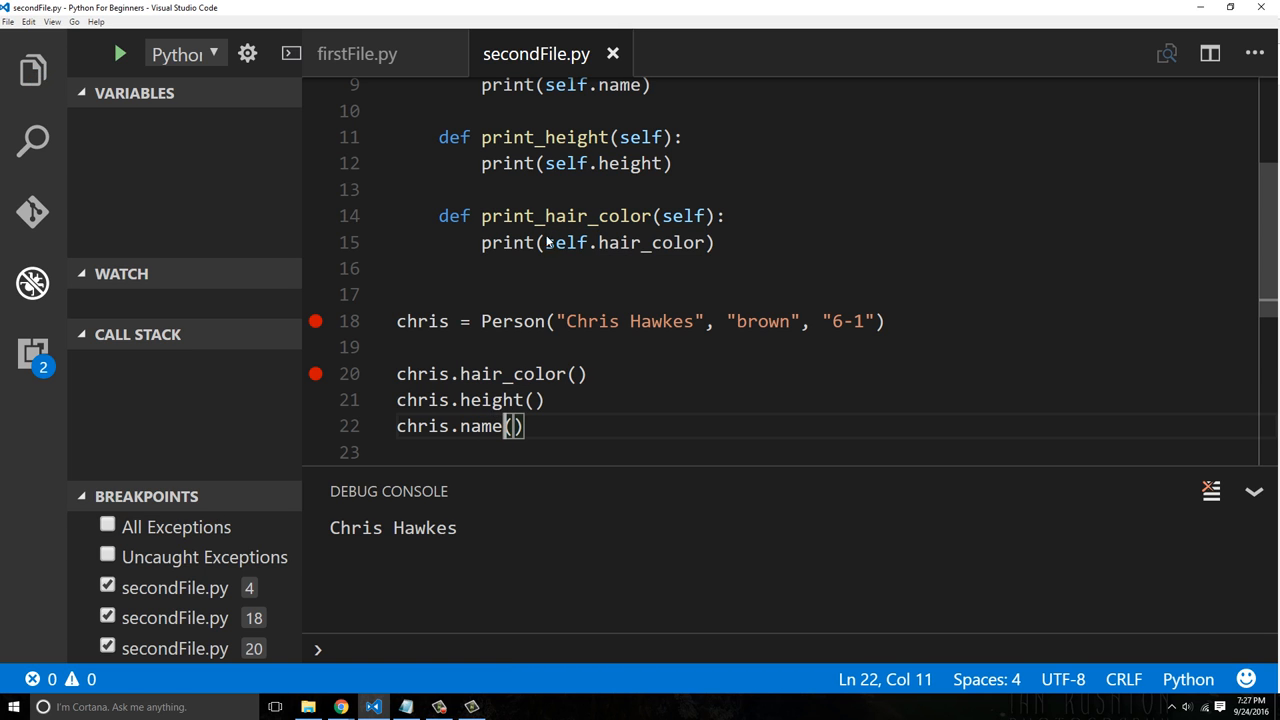 secondFile.py - Python For Beginners - Visual Studio Code
File Edit View Go Help
Pythor
firstFile.py
secondFile.py
VARIABLES
WATCH
CALL STACK
BREAKPOINTS
All Exceptions
Uncaught Exceptions
secondFile.py 4
secondFile.py 18
secondFile.py 20
2
9 print(self.name)
10
11 def print_height(self):
12 print(self.height)
13
14 def print_hair_color(self):
15 print(self.hair_color)
16
17
18 chris = Person("Chris Hawkes", "brown", "6-1")
19
20 chris.hair_color()
21 chris.height()
22 chris.name()
23
DEBUG CONSOLE
Chris Hawkes
0 0
Ln 22, Col 11 Spaces: 4 UTF-8 CRLF Python
I'm Cortana. Ask me anything.
7:27 PM
9/24/2016